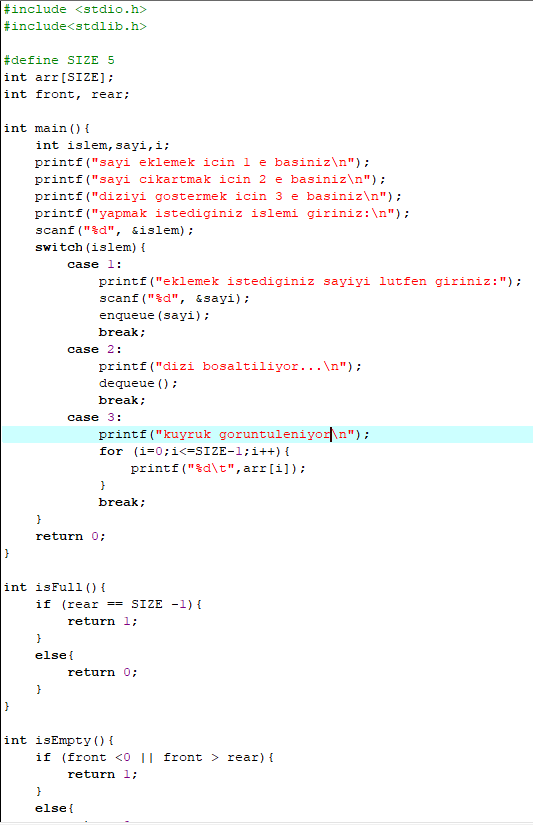 #include <stdio.h>
#include<stdlib.h>
#define SIZE 5
int arr[SIZE];
int front, rear;
int main(){
int islem,sayi,i;
printf("sayi eklemek icin 1 e basiniz\n");
printf("sayi cikartmak icin 2 e basiniz\n");
printf("diziyi gostermek icin 3 e basiniz\n");
printf("yapmak istediginiz islemi giriniz:\n");
scanf("%d", &islem);
switch(islem){
case 1:
printf("eklemek istediginiz sayiyi lutfen giriniz:");
scanf("%d", &sayi);
enqueue(sayi);
break;
case 2:
printf("dizi bosaltiliyor...\n");
dequeue();
break;
case 3:
printf("kuyruk goruntuleniyor\n");
for (i=0;i<=SIZE-1;i++){
printf("%d\t",arr[i]);
}
break;
}
return 0;
}
int isFull(){
if (rear == SIZE -1){
return 1;
}
else{
return 0;
}
}
int isEmpty(){
if (front <0 || front > rear){
return 1;
}
else{